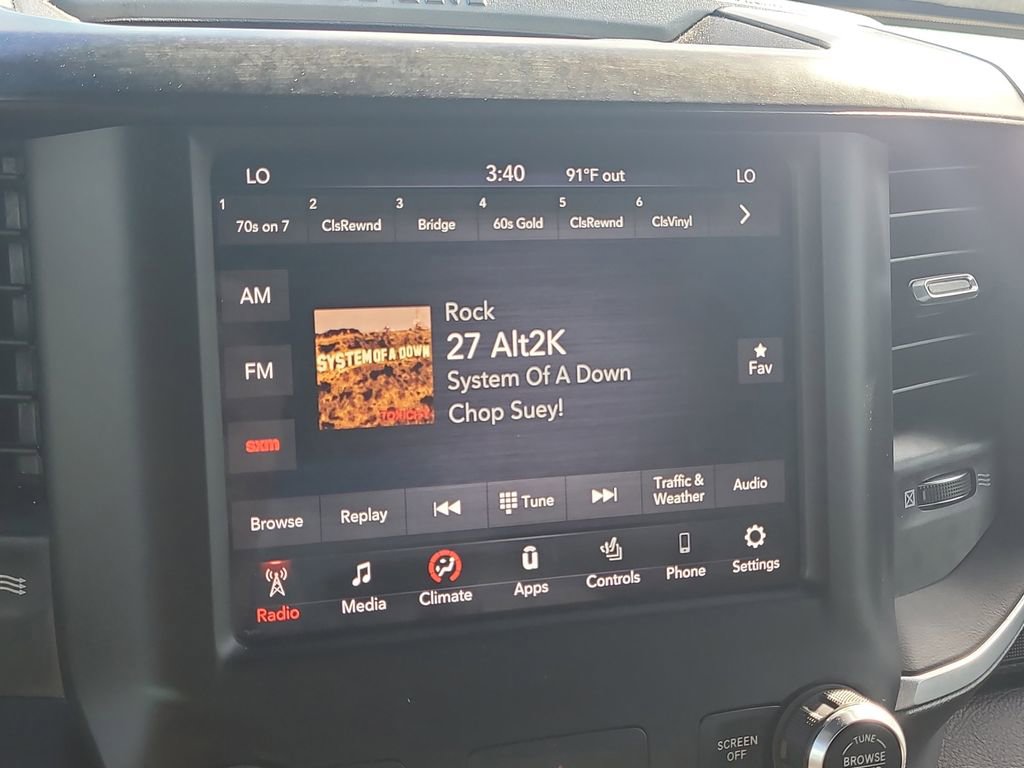 LO 3:40 91°F out LO
1 2 3 4 5 6
70s on 7 ClsRewnd Bridge 60s Gold ClsRewnd ClsVinyl
AM
FM
sxm
SYSTEM OF A DOWN
TOXICITY
Rock
27 Alt2K
System Of A Down
Chop Suey!
Fav
Browse Replay Tune Traffic & Weather Audio
Radio Media Climate Apps Controls Phone Settings
SCREEN
OFF
TUNE
BROWSE